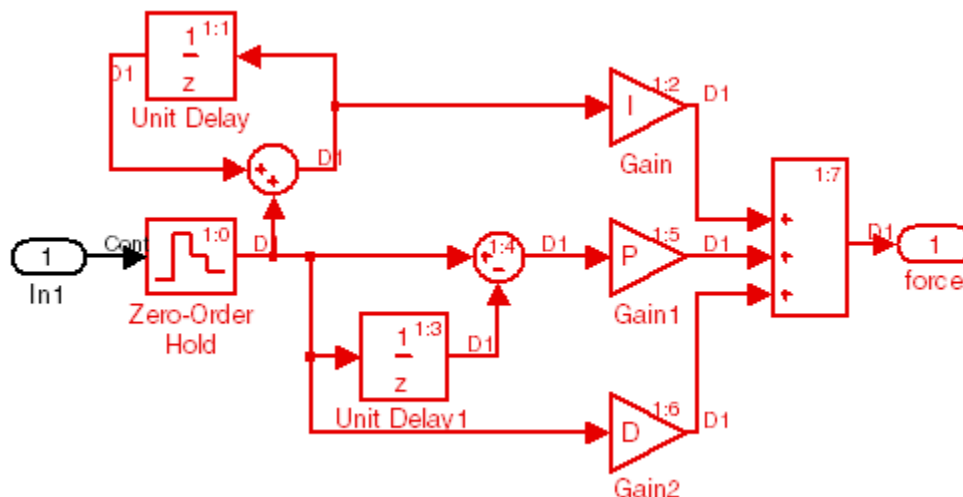 1
z
1:1
D1
Unit Delay
D1
1:2
I
D1
Gain
1:7
1
In1
Cont
1:0
Zero-Order
Hold
1:4
D1
1:5
P
D1
Gain1
D1
1
force
1
z
1:3
D1
Unit Delay1
1:6
D
D1
Gain2